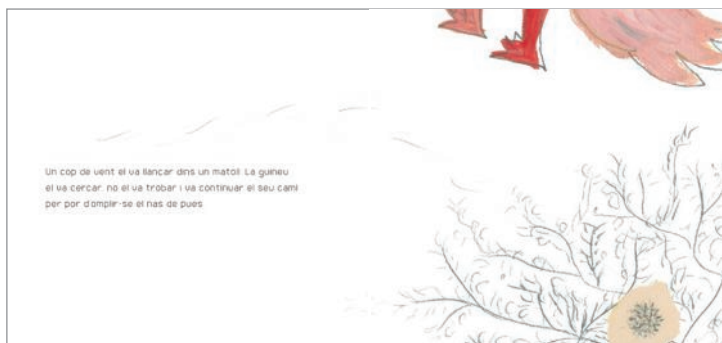 Un cop de vent el va llançar dins un matoll. La guineu
el va cercar, no el va trobar i va continuar el seu camí
per por d'omplir-se el nas de pues.